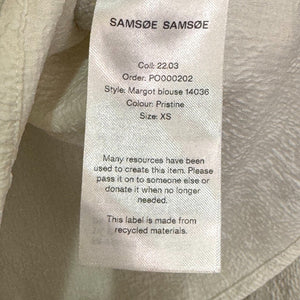 SAMSØE SAMSØE
Coll: 22.03
Order: PO000202
Style: Margot blouse 14036
Colour: Pristine
Size: XS
Many resources have been
used to create this item. Please
pass it on to someone else or
donate it when no longer
needed.
This label is made from
recycled materials.